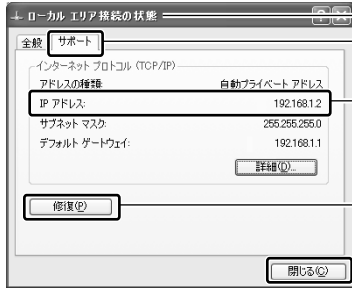 ローカル エリア接続の状態
全般 サポート
インターネット プロトコル (TCP/IP)
アドレスの種類: 自動プライベート アドレス
IP アドレス: 192.168.1.2
サブネット マスク: 255.255.255.0
デフォルト ゲートウェイ: 192.168.1.1
詳細(D)...
修復(P)
閉じる(C)